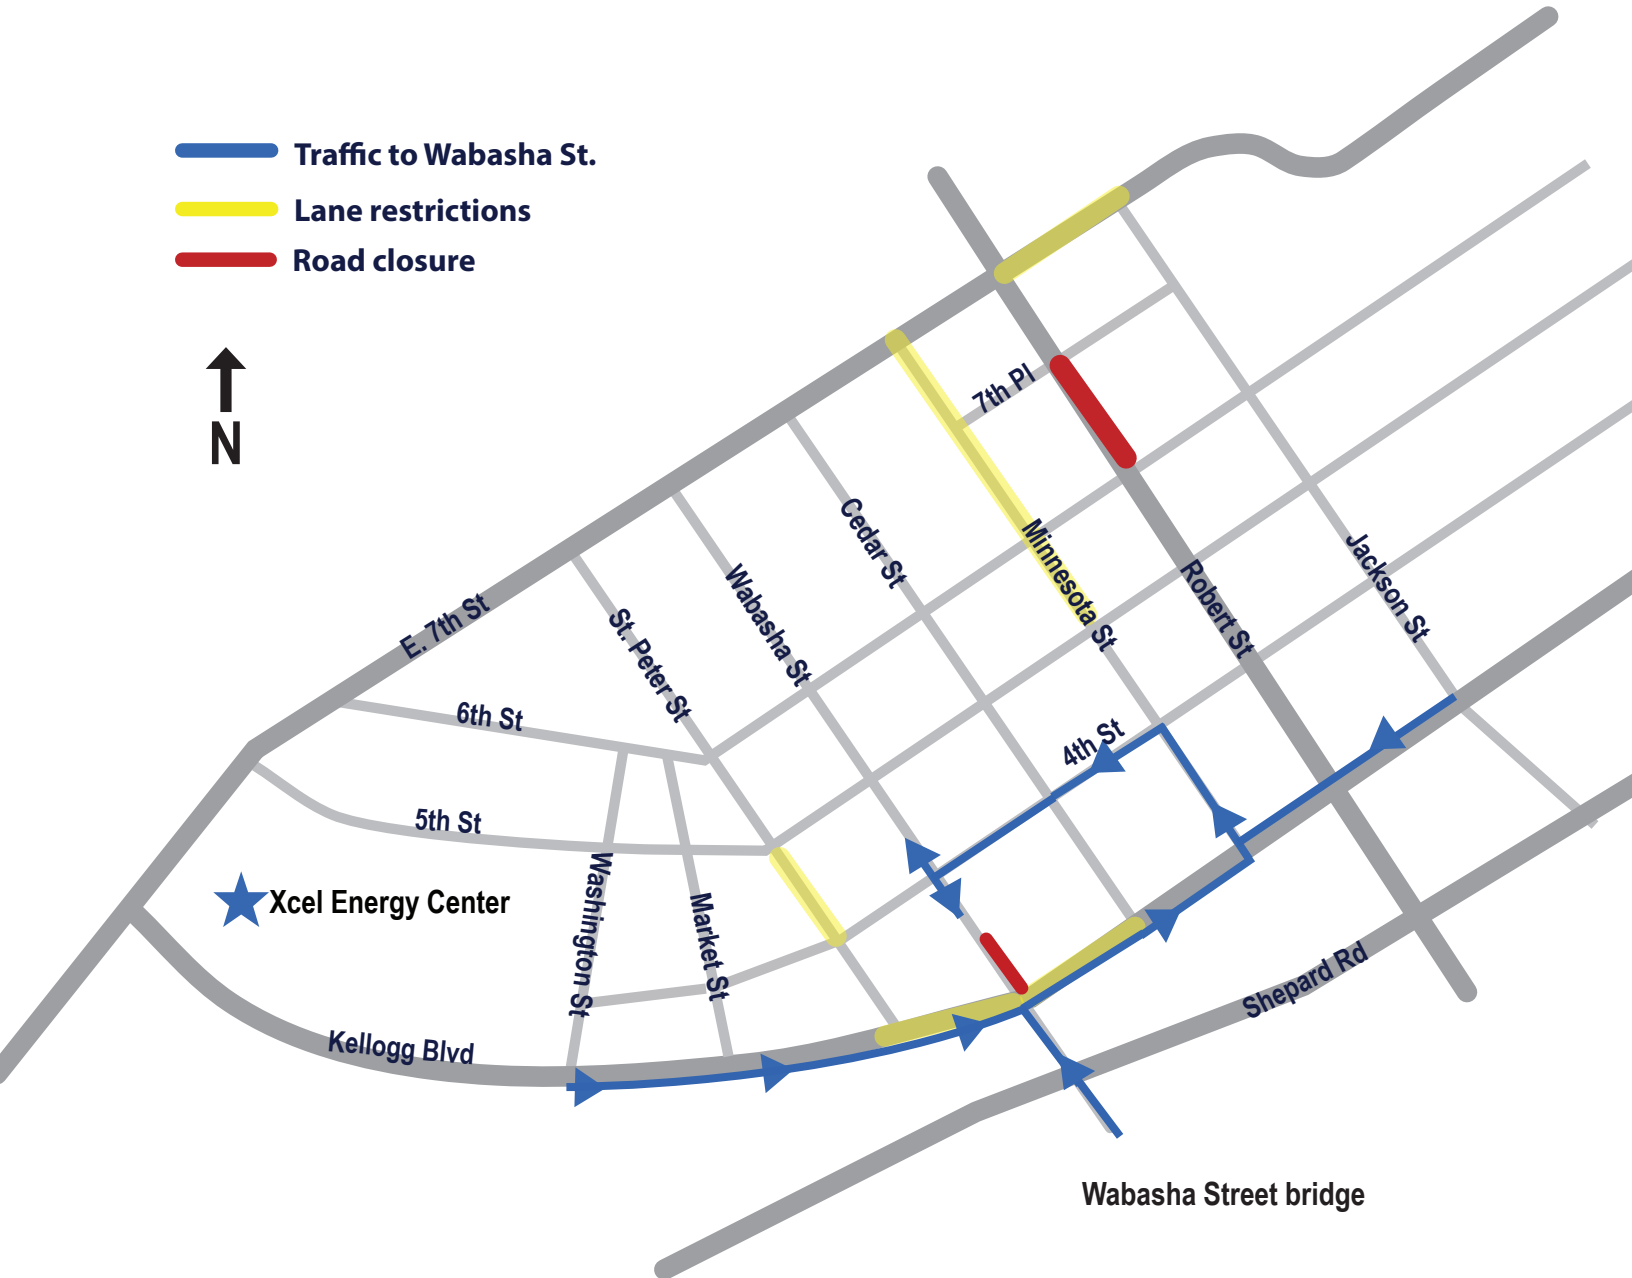 Traffic to Wabasha St.
Lane restrictions
Road closure
N
7th Pl
Cedar St
Minnesota St
Jackson St
Robert St
Wabasha St
St. Peter St
E. 7th St
6th St
4th St
5th St
Washington St
Market St
Xcel Energy Center
Kellogg Blvd
Shepard Rd
Wabasha Street bridge